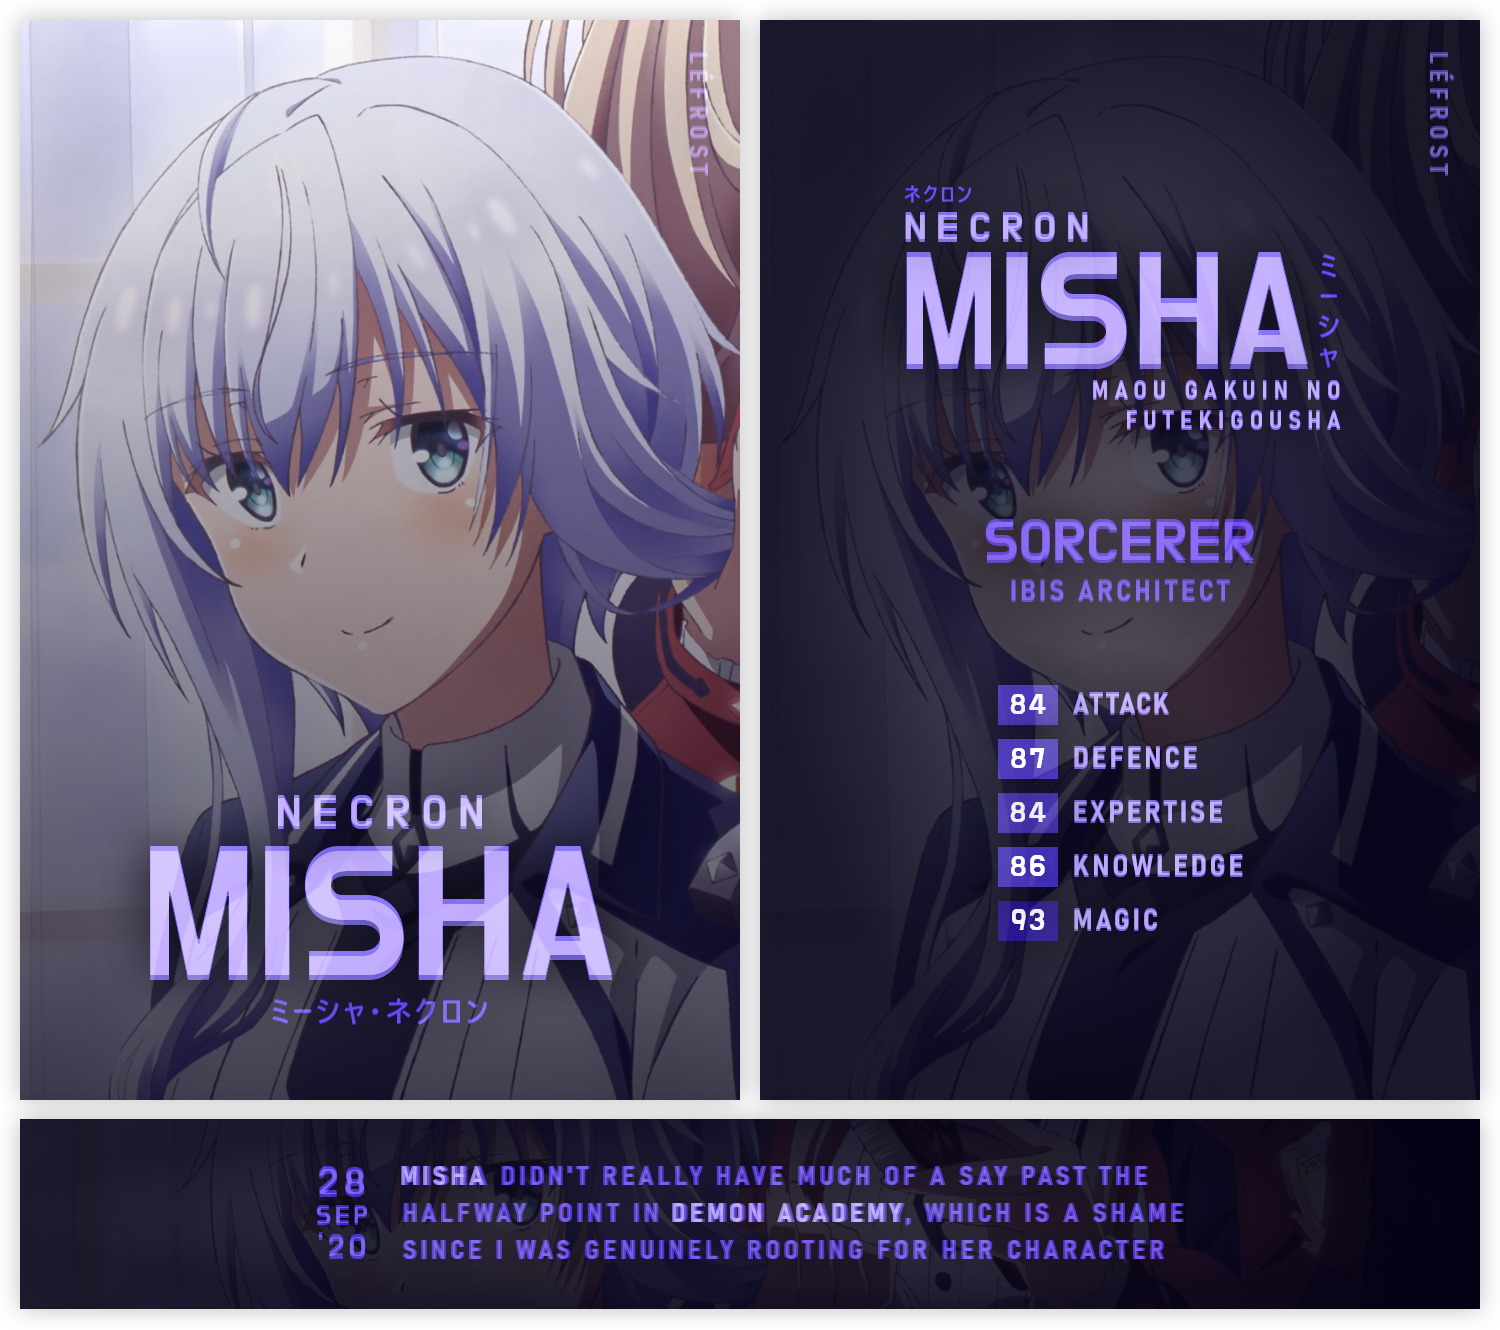 LÉFROST
NECRON
MISHA
ミーシャ・ネクロン
LÉFROST
ネクロン
NECRON
MISHA
ミーシャ
MAOU GAKUIN NO
FUTEKIGOUSHA
SORCERER
IBIS ARCHITECT
84 ATTACK
87 DEFENCE
84 EXPERTISE
86 KNOWLEDGE
93 MAGIC
28
SEP
'20
MISHA DIDN'T REALLY HAVE MUCH OF A SAY PAST THE
HALFWAY POINT IN DEMON ACADEMY, WHICH IS A SHAME
SINCE I WAS GENUINELY ROOTING FOR HER CHARACTER